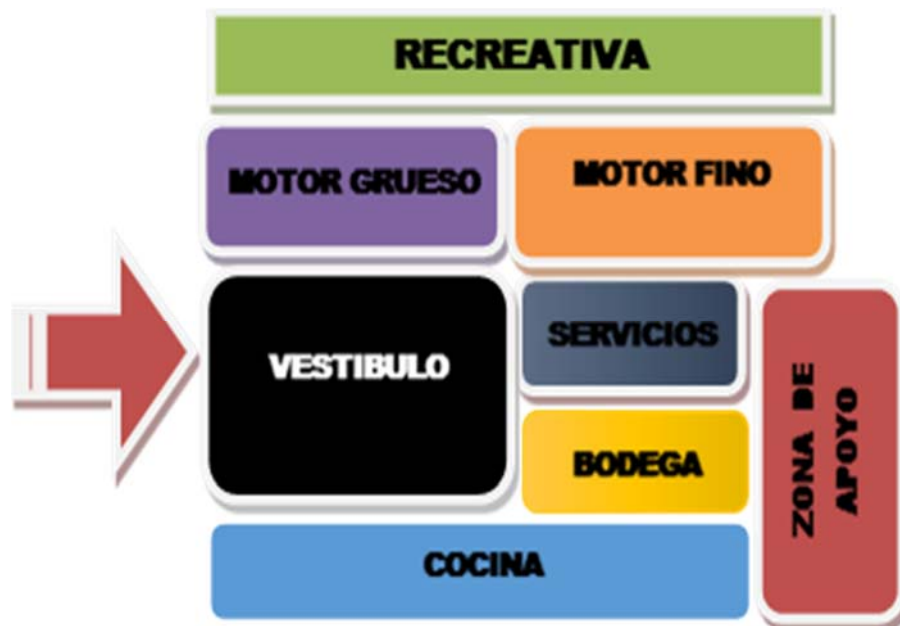 RECREATIVA
MOTOR GRUESO
MOTOR FINO
VESTIBULO
SERVICIOS
BODEGA
COCINA
ZONA DE
APOYO